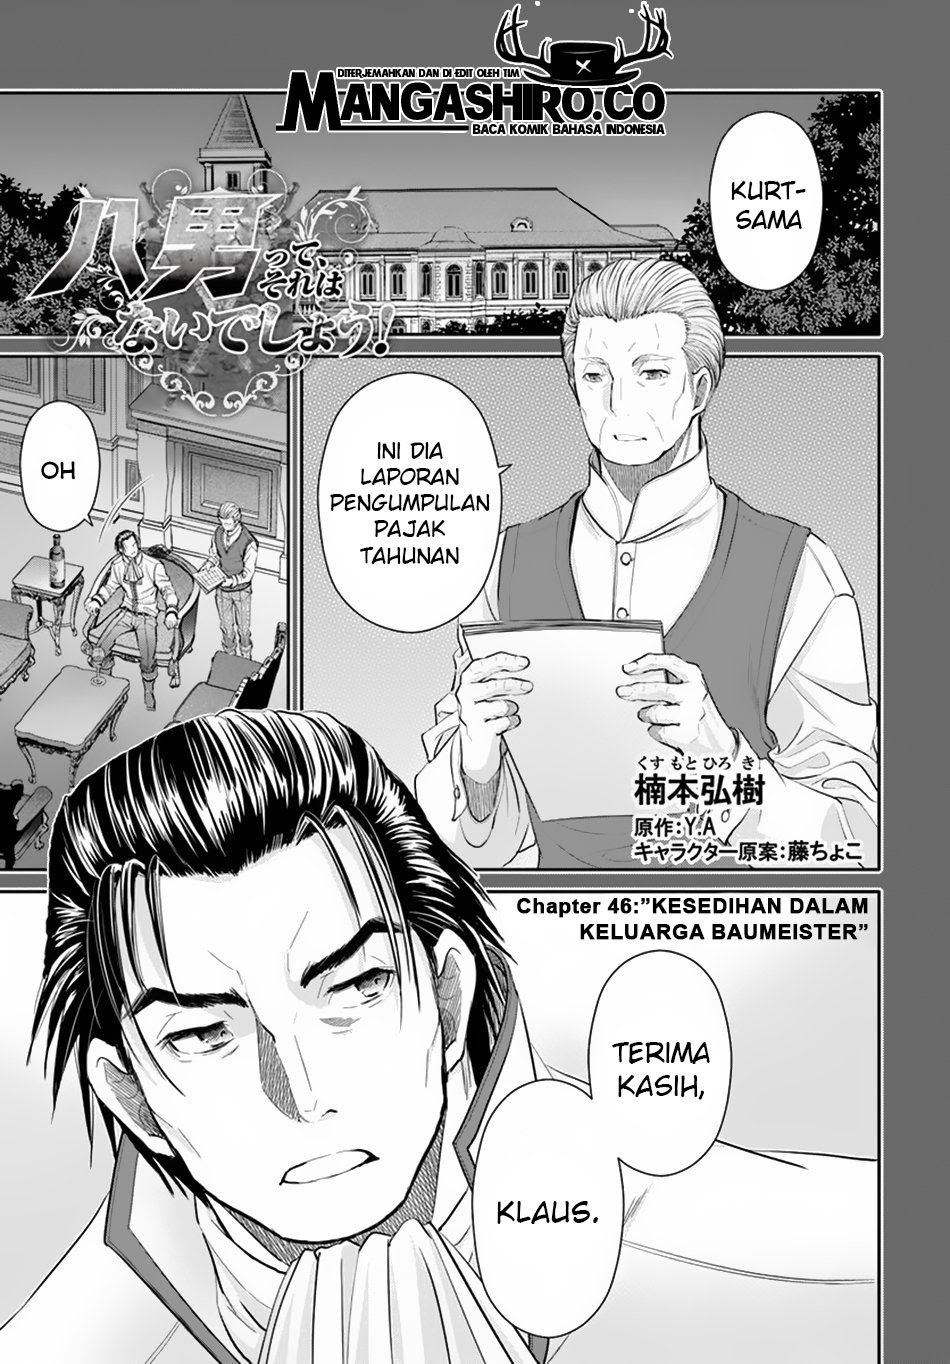 DITERJEMAHKAN DAN DI EDIT OLEH TIM
MANGASHIRO.CO
BACA KOMIK BAHASA INDONESIA
KURT-
SAMA
八男って、
それは
ないでしょう!
INI DIA
LAPORAN
PENGUMPULAN
PAJAK
TAHUNAN
OH
くすもとひろき
楠本弘樹
原作:Y.A
キャラクター原案:藤ちょこ
Chapter 46:”KESEDIHAN DALAM
KELUARGA BAUMEISTER”
TERIMA
KASIH,
KLAUS.